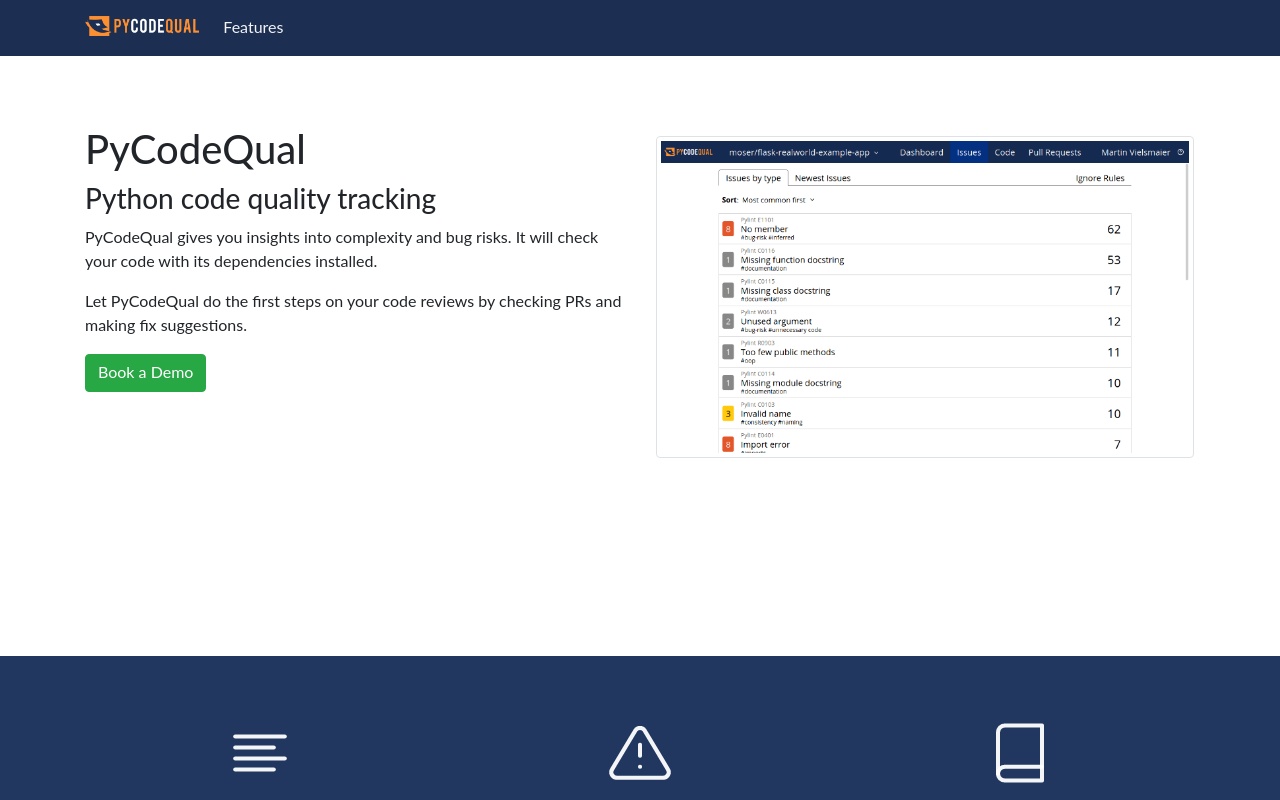 PYCODEQUAL Features
PyCodeQual
Python code quality tracking
PyCodeQual gives you insights into complexity and bug risks. It will check
your code with its dependencies installed.
Let PyCodeQual do the first steps on your code reviews by checking PRs and
making fix suggestions.
Book a Demo
PYCODEQUAL moser/flask-realworld-example-app Dashboard Issues Code Pull Requests Martin Vielsmaier
Issues by type Newest Issues Ignore Rules
Sort: Most common first
Pylint E1101
8 No member 62
#bug-risk #inferred
Pylint C0116
1 Missing function docstring 53
#documentation
Pylint C0115
1 Missing class docstring 17
#documentation
Pylint W0613
2 Unused argument 12
#bug-risk #unnecessary code
Pylint R0903
1 Too few public methods 11
#oop
Pylint C0114
1 Missing module docstring 10
#documentation
Pylint C0103
3 Invalid name 10
#consistency #naming
Pylint E0401
8 Import error 7